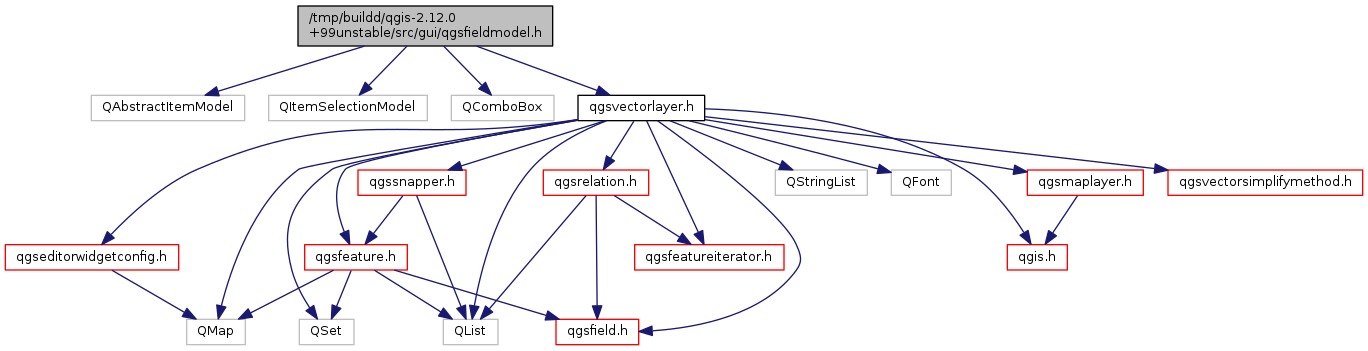 /tmp/buildd/qgis-2.12.0
+99unstable/src/gui/qgsfieldmodel.h
QAbstractItemModel
QItemSelectionModel
QComboBox
qgsvectorlayer.h
qgssnapper.h
qgsrelation.h
QStringList
QFont
qgsmaplayer.h
qgsvectorsimplifymethod.h
qgseditorwidgetconfig.h
qgsfeature.h
qgsfeatureiterator.h
qgis.h
QMap
QSet
QList
qgsfield.h